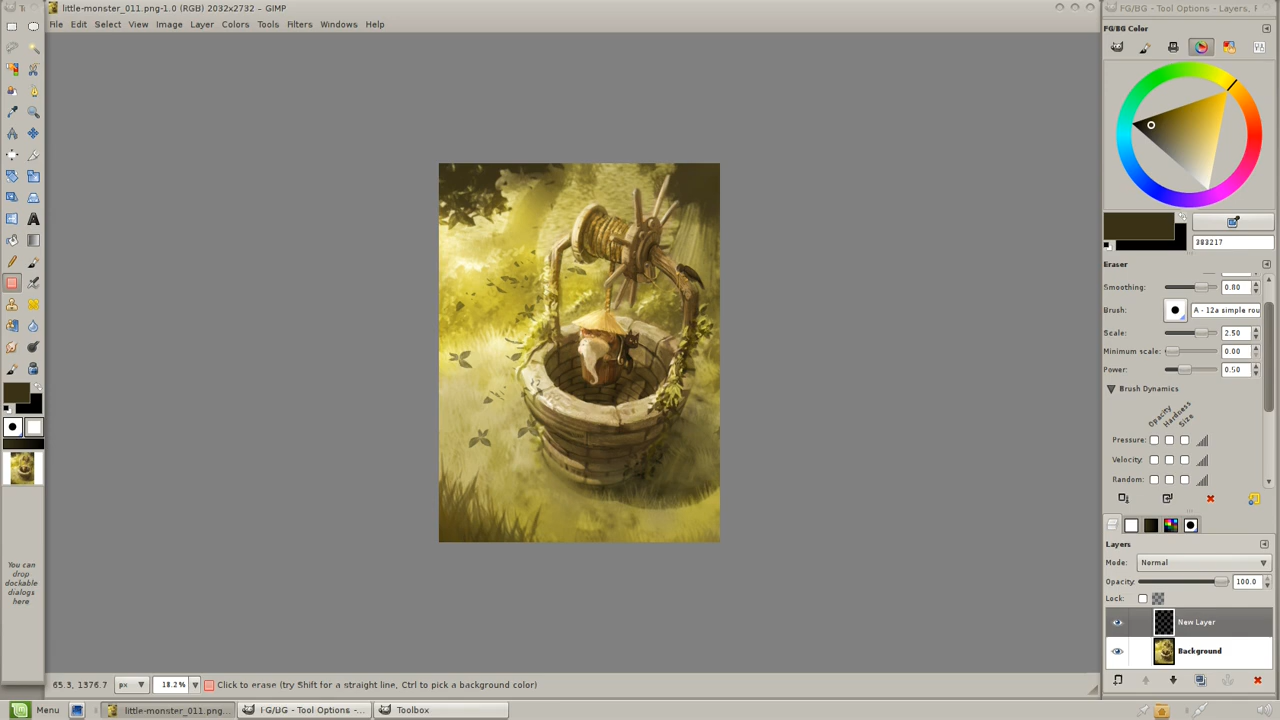 little-monster_011.png-1.0 (RGB) 2032x2732 – GIMP
FG/BG - Tool Options - Layers, F
File Edit Select View Image Layer Colors Tools Filters Windows Help
FG/BG Color
383217
Eraser
Smoothing: 0.80
Brush: A - 12a simple rou
Scale: 2.50
Minimum scale: 0.00
Power: 0.50
Brush Dynamics
Opacity Hardness Size
Pressure:
Velocity:
Random:
You can
drop
dockable
dialogs
here
Layers
Mode: Normal
Opacity: 100.0
Lock:
New Layer
Background
65.3, 1376.7 px 18.2% Click to erase (try Shift for a straight line, Ctrl to pick a background color)
Menu little-monster_011.png... FG/BG - Tool Options -... Toolbox